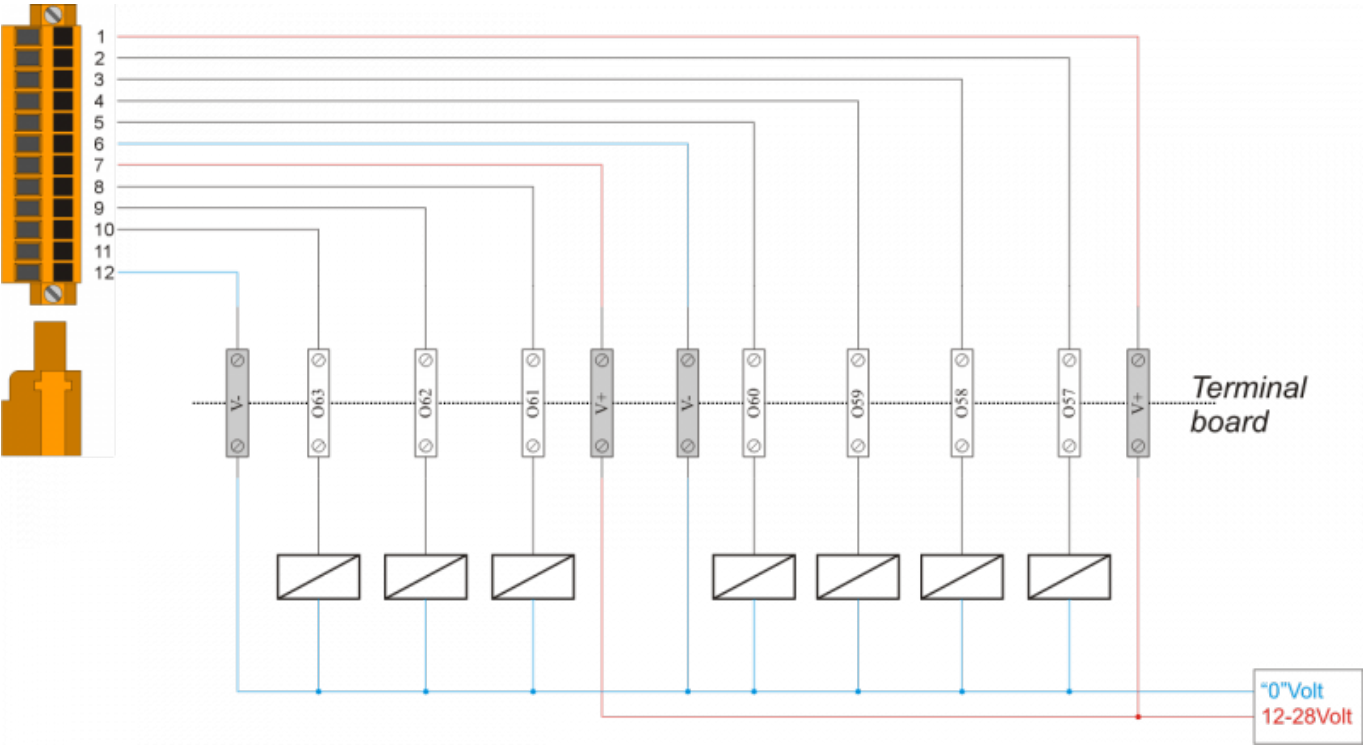 1
2
3
4
5
6
7
8
9
10
11
12
V-
O63
O62
O61
V+
V-
O60
O59
O58
O57
V+
Terminal
board
“0”Volt
12-28Volt